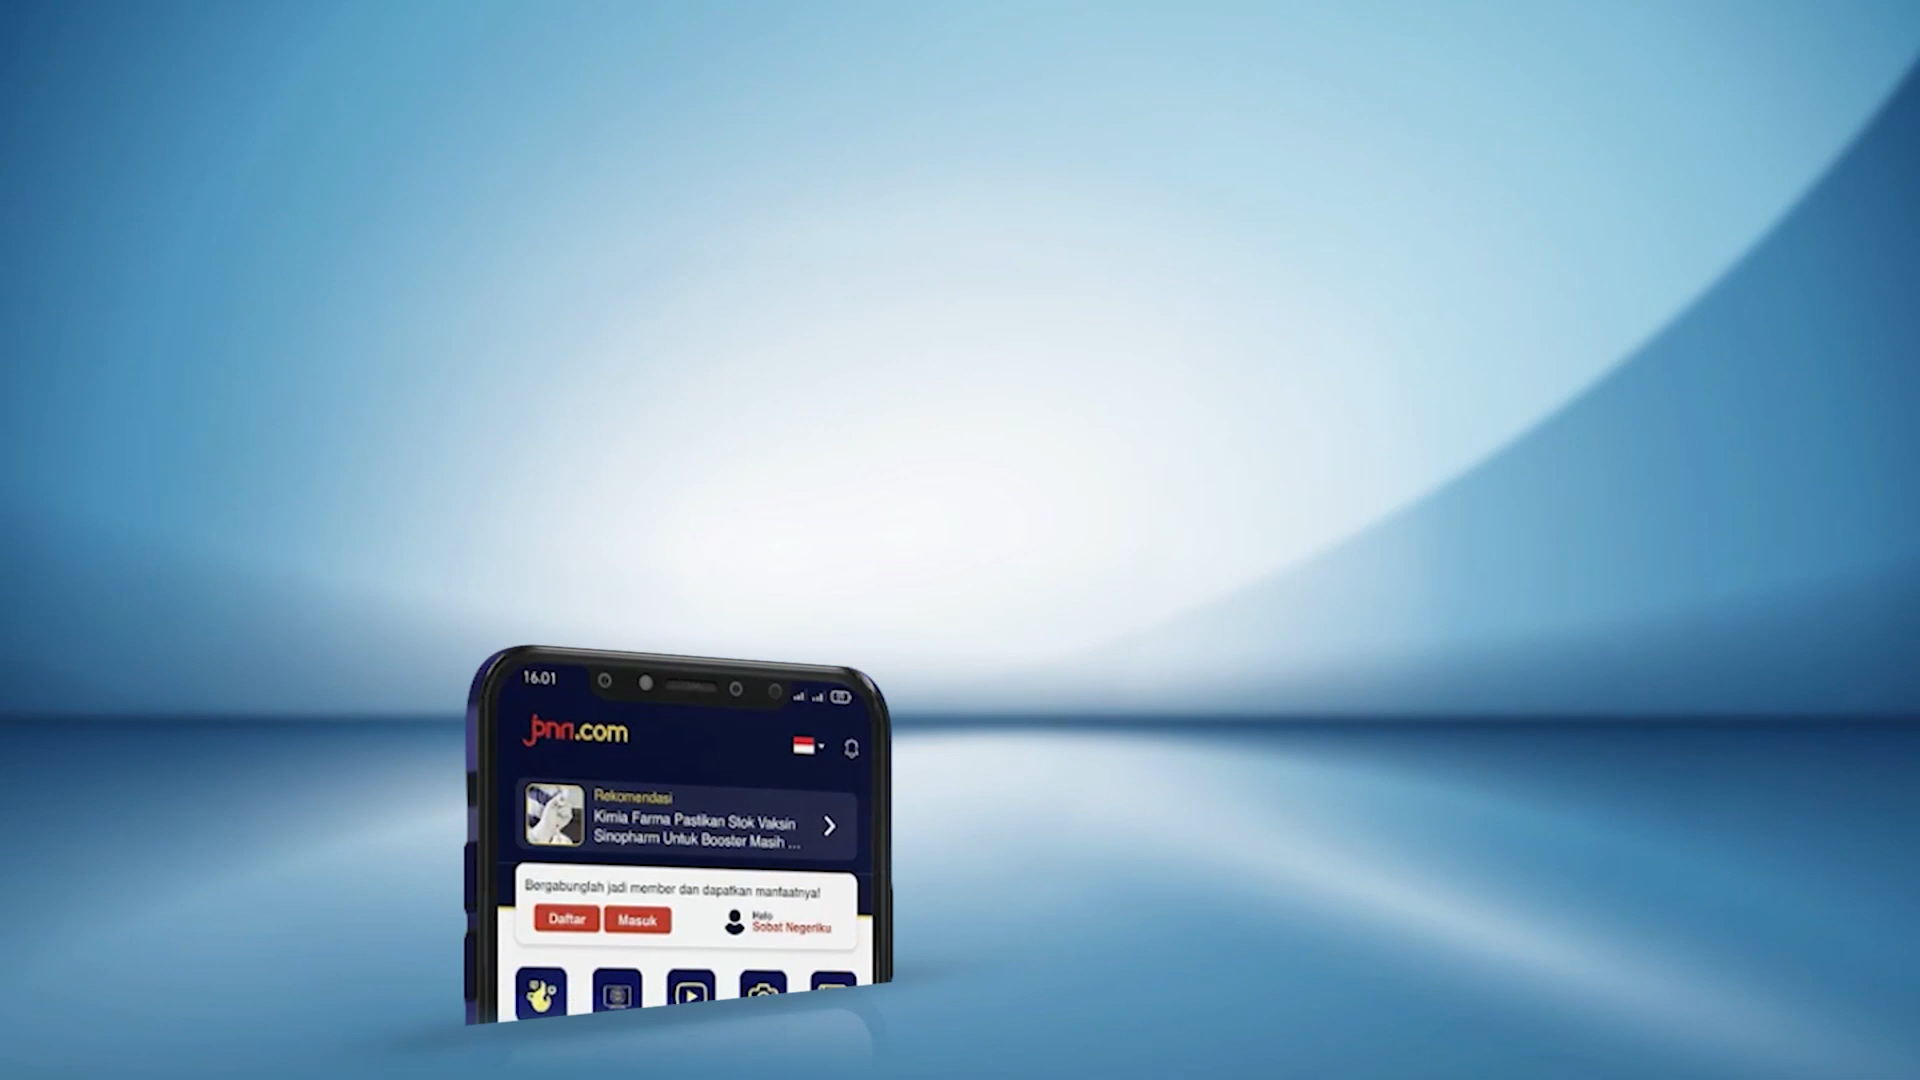 16.01
jpnn.com
Rekomendasi
Kimia Farma Pastikan Stok Vaksin
Sinopharm Untuk Booster Masih ...
Bergabunglah jadi member dan dapatkan manfaatnya!
Daftar
Masuk
Halo
Sobat Negeriku